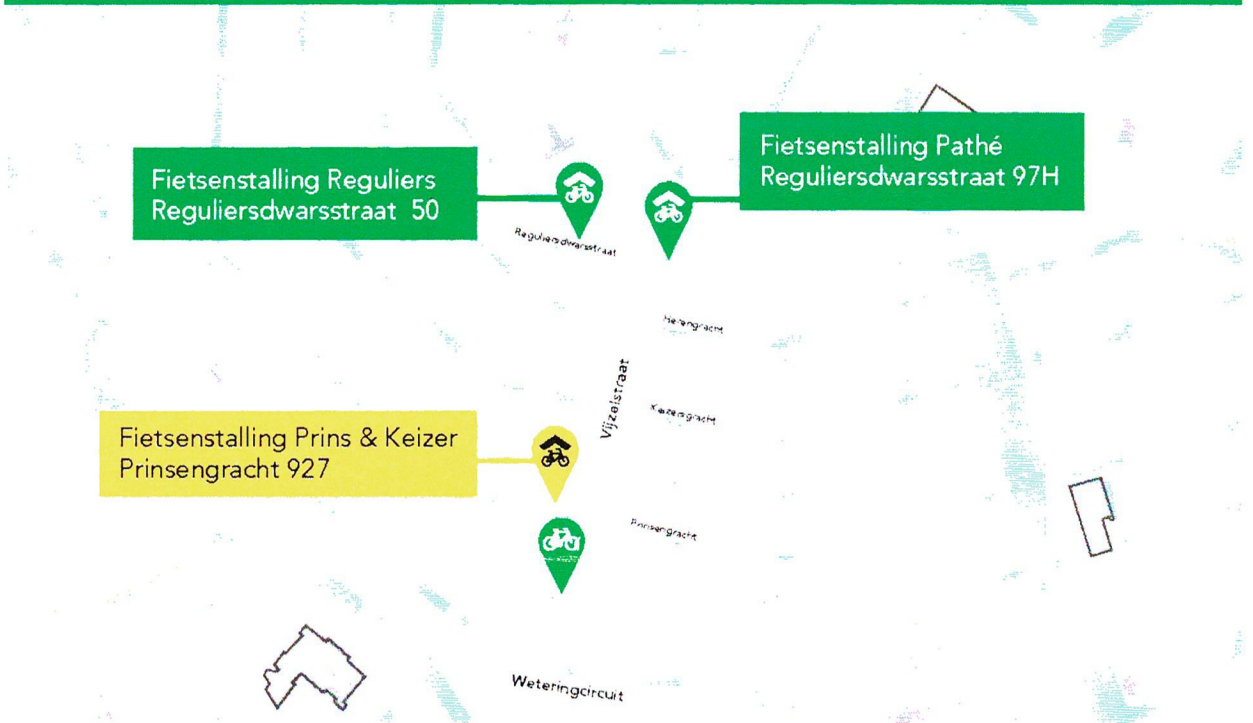 Fietsenstalling Pathé
Reguliersdwarsstraat 97H
Fietsenstalling Reguliers
Reguliersdwarsstraat 50
Reguliersdwarsstraat
Herengracht
Vijzelstraat
Keizersgracht
Fietsenstalling Prins & Keizer
Prinsengracht 927
Prinsengracht
Weteringcircuit